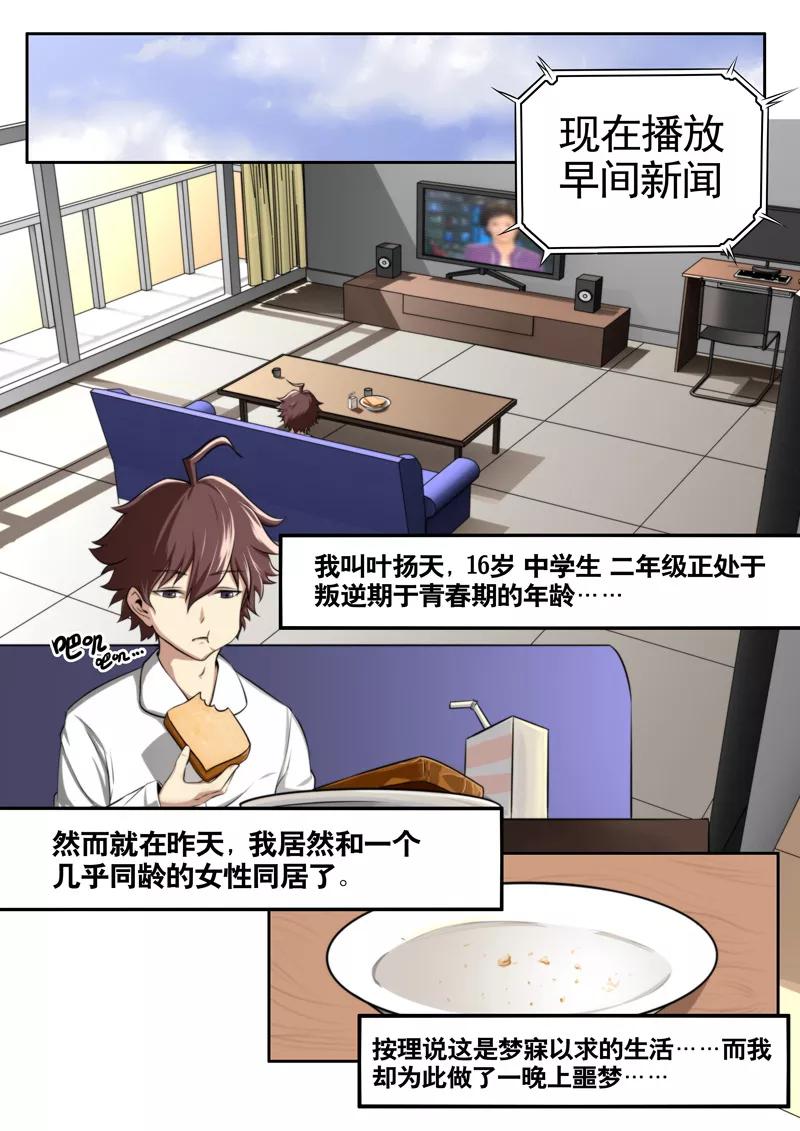 现在播放
早间新闻
我叫叶扬天，16岁 中学生 二年级正处于
叛逆期于青春期的年龄……
吧唧
吧唧…
然而就在昨天，我居然和一个
几乎同龄的女性同居了。
按理说这是梦寐以求的生活……而我
却为此做了一晚上噩梦……